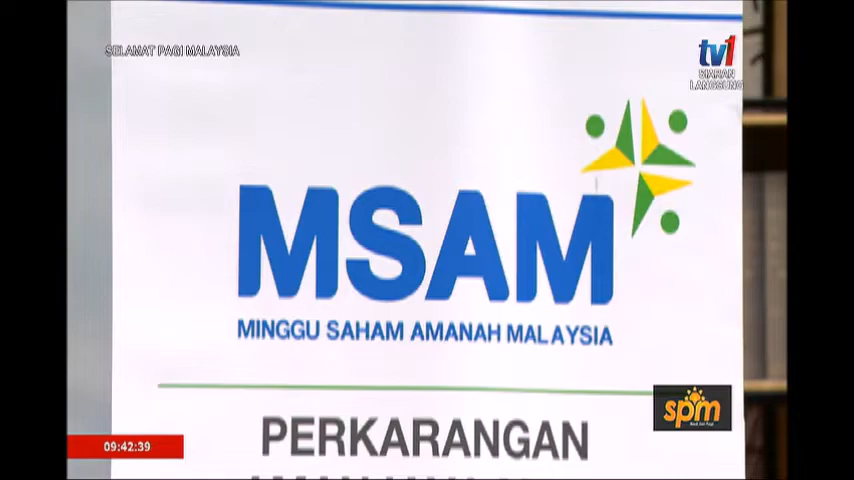 SELAMAT PAGI MALAYSIA
tv1
SIARAN
LANGSUNG
MSAM
MINGGU SAHAM AMANAH MALAYSIA
PERKARANGAN
spm
09:42:39